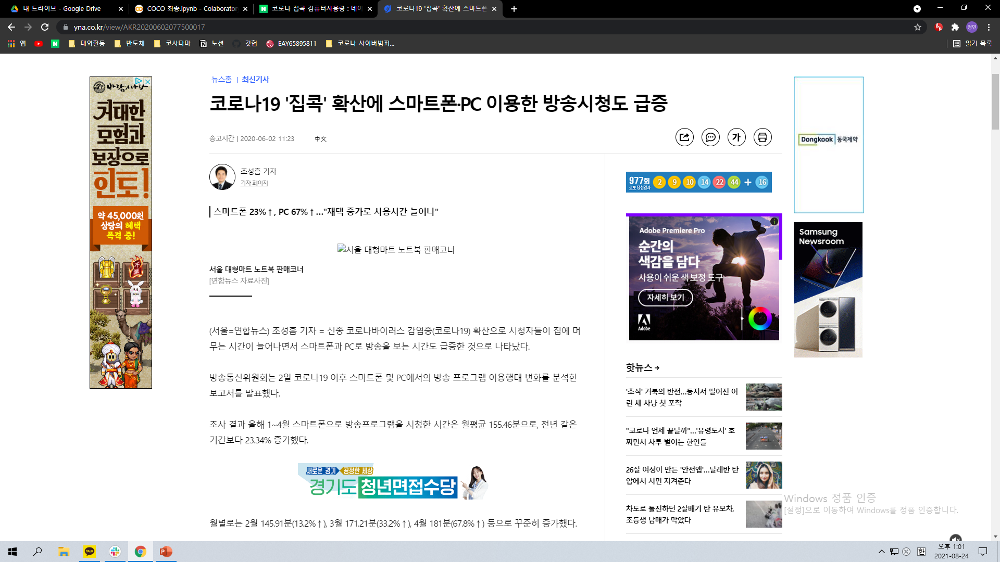 내 드라이브 - Google Drive
COCO 최종.ipynb - Colaboratory
코로나 집콕 컴퓨터사용량 : 네이
코로나19 '집콕' 확산에 스마트폰
yna.co.kr/view/AKR20200602077500017
정민
앱
대외활동
반도체
코사다마
노션
깃헙
EAY65895811
코로나 사이버범죄...
읽기 목록
바람의나라
거대한
모험과
보상으로
인도!
약 45,000원
상당의 혜택
폭격 중!
뉴스홈 | 최신기사
코로나19 '집콕' 확산에 스마트폰·PC 이용한 방송시청도 급증
송고시간 | 2020-06-02 11:23 中文
가
조성흠 기자
기자 페이지
스마트폰 23%↑, PC 67%↑…"재택 증가로 사용시간 늘어나"
서울 대형마트 노트북 판매코너
서울 대형마트 노트북 판매코너
[연합뉴스 자료사진]
(서울=연합뉴스) 조성흠 기자 = 신종 코로나바이러스 감염증(코로나19) 확산으로 시청자들이 집에 머
무는 시간이 늘어나면서 스마트폰과 PC로 방송을 보는 시간도 급증한 것으로 나타났다.
방송통신위원회는 2일 코로나19 이후 스마트폰 및 PC에서의 방송 프로그램 이용행태 변화를 분석한
보고서를 발표했다.
조사 결과 올해 1~4월 스마트폰으로 방송프로그램을 시청한 시간은 월평균 155.46분으로, 전년 같은
기간보다 23.34% 증가했다.
새로운 경기 공정한 세상
경기도 청년면접수당
월별로는 2월 145.91분(13.2%↑), 3월 171.21분(33.2%↑), 4월 181분(67.8%↑) 등으로 꾸준히 증가했다.
977회
로또 당첨결과
2 9 10 14 22 44 + 16
Adobe Premiere Pro
순간의
색감을 담다
사용이 쉬운 색 보정 도구
자세히 보기
Adobe
핫뉴스
'초식' 거북의 반전…둥지서 떨어진 어
린 새 사냥 첫 포착
"코로나 언제 끝날까"…'유령도시' 호
찌민서 사투 벌이는 한인들
26살 여성이 만든 '안전앱'…탈레반 탄
압에서 시민 지켜준다
차도로 돌진하던 2살배기 탄 유모차,
초등생 남매가 막았다
Dongkook 동국제약
Samsung
Newsroom
Windows 정품 인증
[설정]으로 이동하여 Windows를 정품 인증합니다.
TALK
한
오후 1:01
2021-08-24